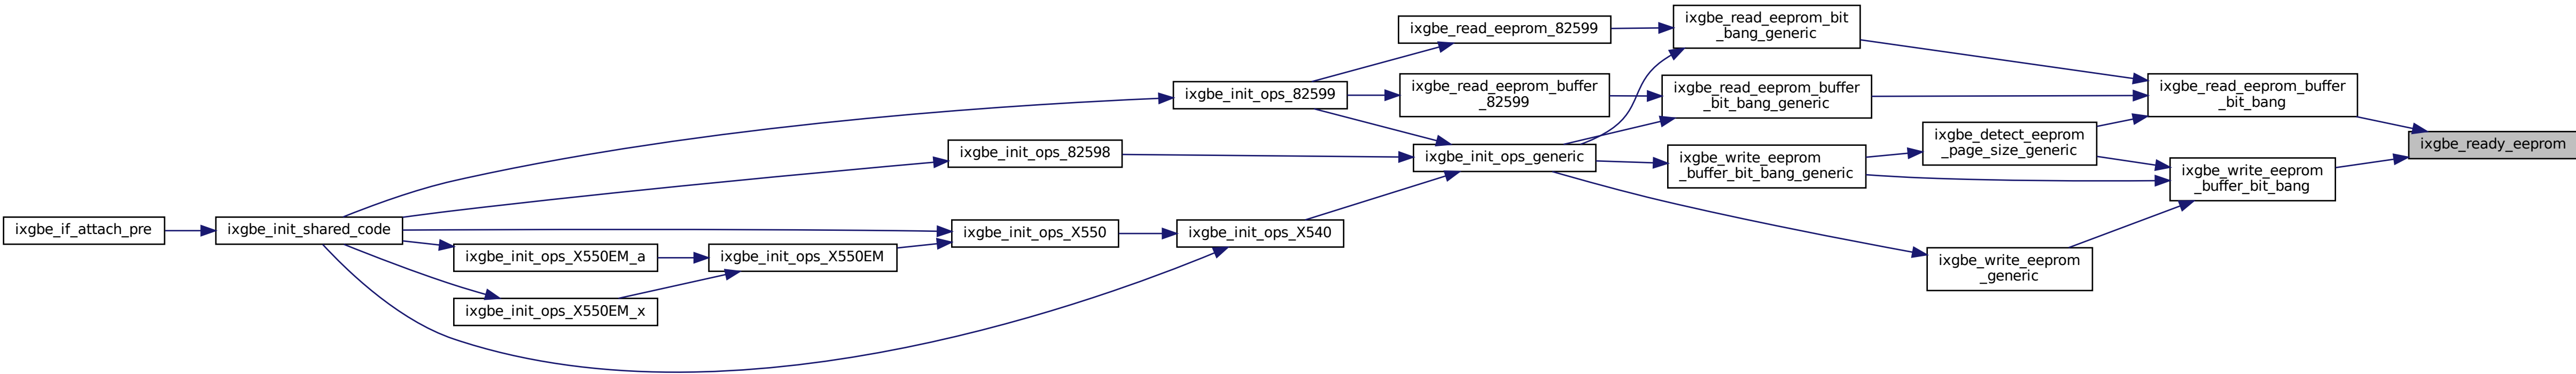 ixgbe_if_attach_pre
ixgbe_init_shared_code
ixgbe_init_ops_X550EM_a
ixgbe_init_ops_X550EM_x
ixgbe_init_ops_X550EM
ixgbe_init_ops_82598
ixgbe_init_ops_X550
ixgbe_init_ops_82599
ixgbe_init_ops_X540
ixgbe_read_eeprom_82599
ixgbe_read_eeprom_buffer
_82599
ixgbe_init_ops_generic
ixgbe_read_eeprom_bit
_bang_generic
ixgbe_read_eeprom_buffer
_bit_bang_generic
ixgbe_write_eeprom
_buffer_bit_bang_generic
ixgbe_detect_eeprom
_page_size_generic
ixgbe_write_eeprom
_generic
ixgbe_read_eeprom_buffer
_bit_bang
ixgbe_write_eeprom
_buffer_bit_bang
ixgbe_ready_eeprom